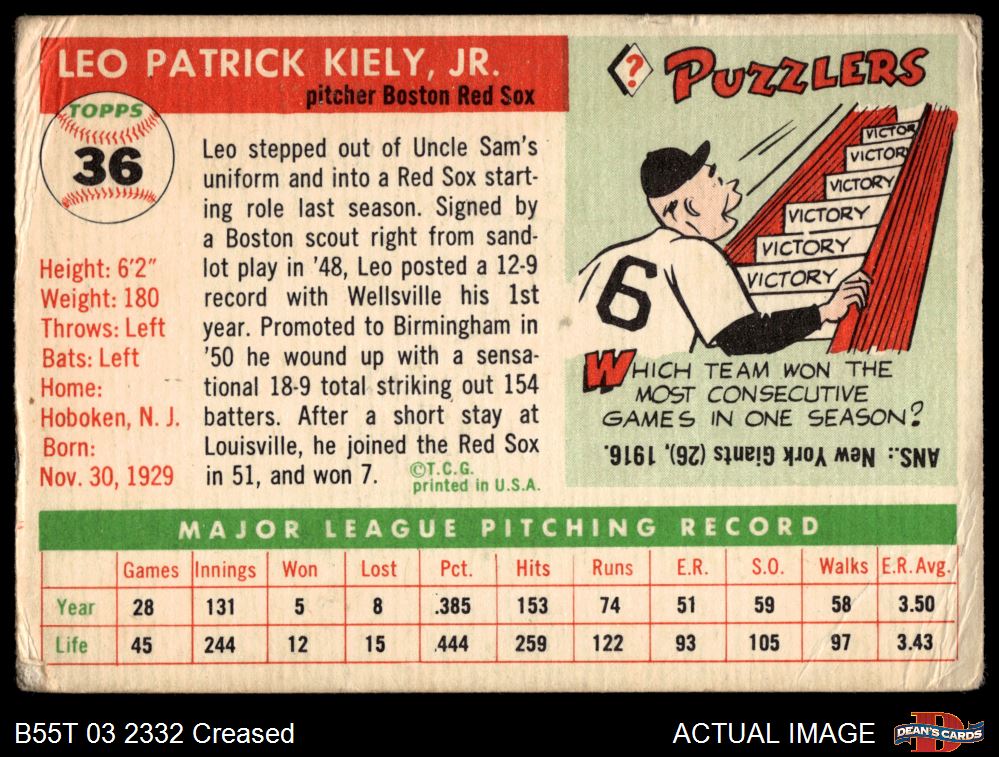 LEO PATRICK KIELY, JR.
pitcher Boston Red Sox
TOPPS
36
Height: 6'2"
Weight: 180
Throws: Left
Bats: Left
Home:
Hoboken, N. J.
Born:
Nov. 30, 1929
Leo stepped out of Uncle Sam's
uniform and into a Red Sox start-
ing role last season. Signed by
a Boston scout right from sand-
lot play in '48, Leo posted a 12-9
record with Wellsville his 1st
year. Promoted to Birmingham in
'50 he wound up with a sensa-
tional 18-9 total striking out 154
batters. After a short stay at
Louisville, he joined the Red Sox
in 51, and won 7.
©T.C.G.
printed in U.S.A.
?
PUZZLERS
VICTOR
VICTOR
VICTORY
VICTORY
VICTORY
VICTORY
6
WHICH TEAM WON THE
MOST CONSECUTIVE
GAMES IN ONE SEASON?
ANS.: New York Giants (26), 1916.
MAJOR LEAGUE PITCHING RECORD
Games Innings Won Lost Pct. Hits Runs E.R. S.O. Walks E.R. Avg.
Year 28 131 5 8 .385 153 74 51 59 58 3.50
Life 45 244 12 15 .444 259 122 93 105 97 3.43
B55T 03 2332 Creased
ACTUAL IMAGE
D
DEAN'S CARDS